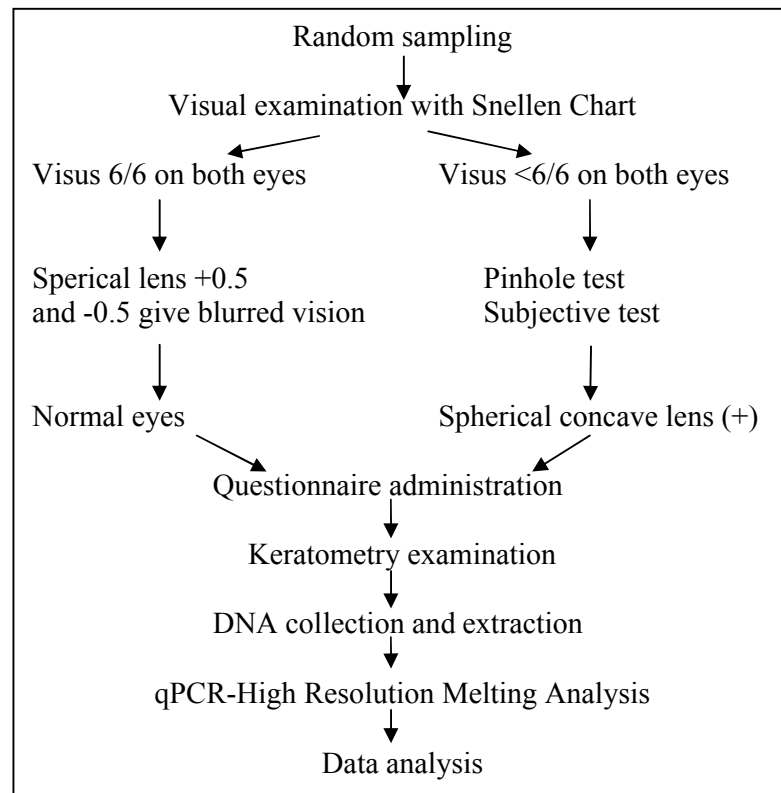 Random sampling
Visual examination with Snellen Chart
Visus 6/6 on both eyes
Visus <6/6 on both eyes
Sperical lens +0.5
and -0.5 give blurred vision
Pinhole test
Subjective test
Normal eyes
Spherical concave lens (+)
Questionnaire administration
Keratometry examination
DNA collection and extraction
qPCR-High Resolution Melting Analysis
Data analysis